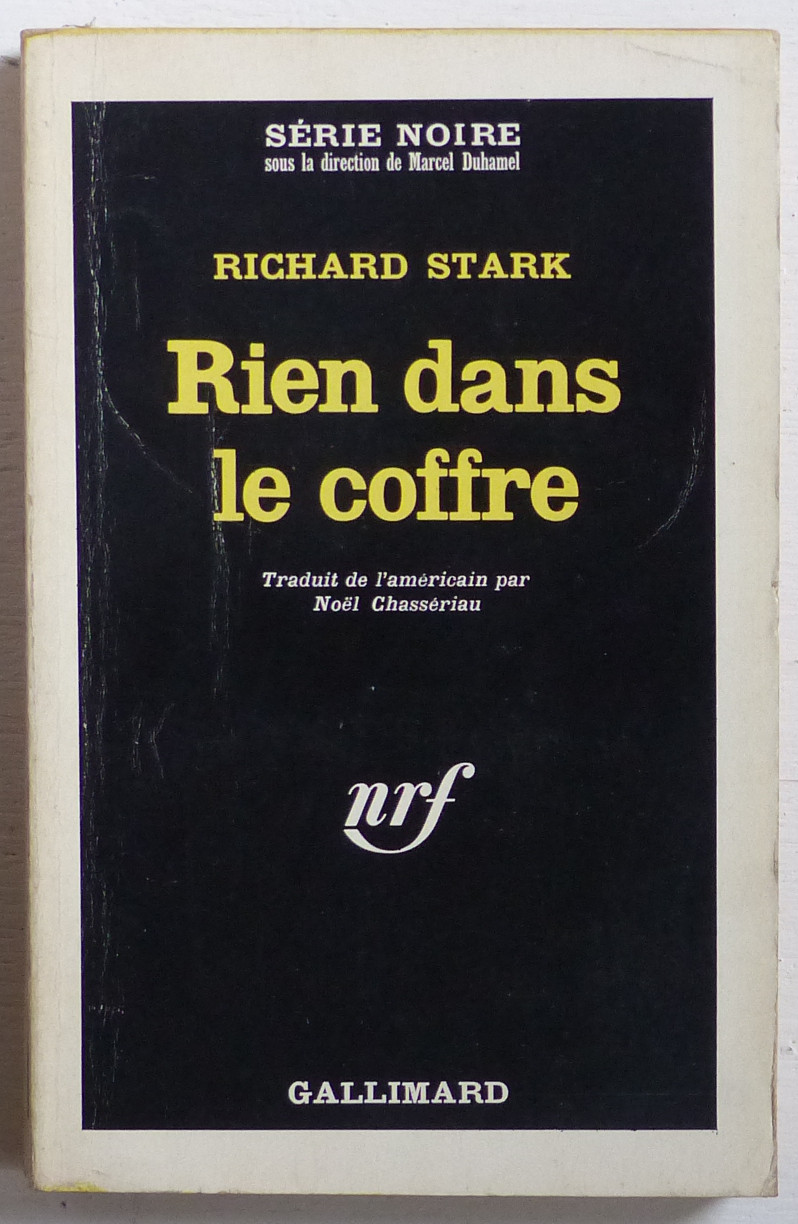 SÉRIE NOIRE
sous la direction de Marcel Duhamel
RICHARD STARK
Rien dans
le coffre
Traduit de l'américain par
Noël Chassériau
nrf
GALLIMARD